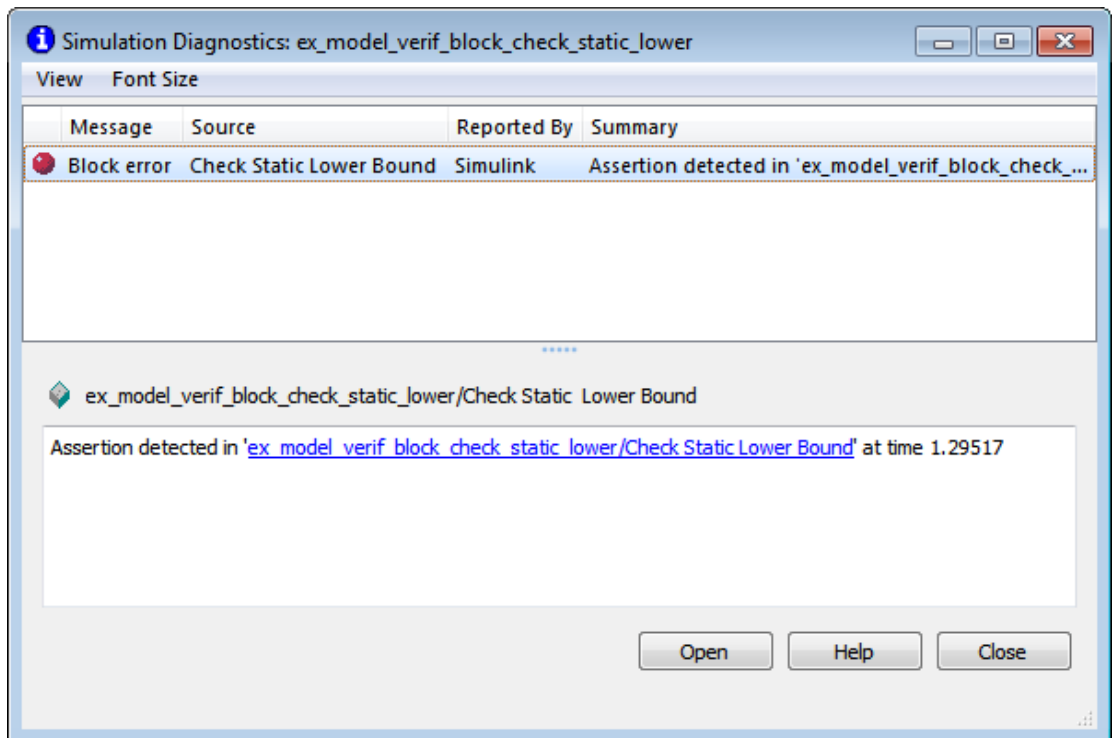 Simulation Diagnostics: ex_model_verif_block_check_static_lower
View Font Size
Message Source Reported By Summary
Block error Check Static Lower Bound Simulink Assertion detected in 'ex_model_verif_block_check_...
ex_model_verif_block_check_static_lower/Check Static Lower Bound
Assertion detected in 'ex_model_verif_block_check_static_lower/Check Static Lower Bound' at time 1.29517
Open Help Close